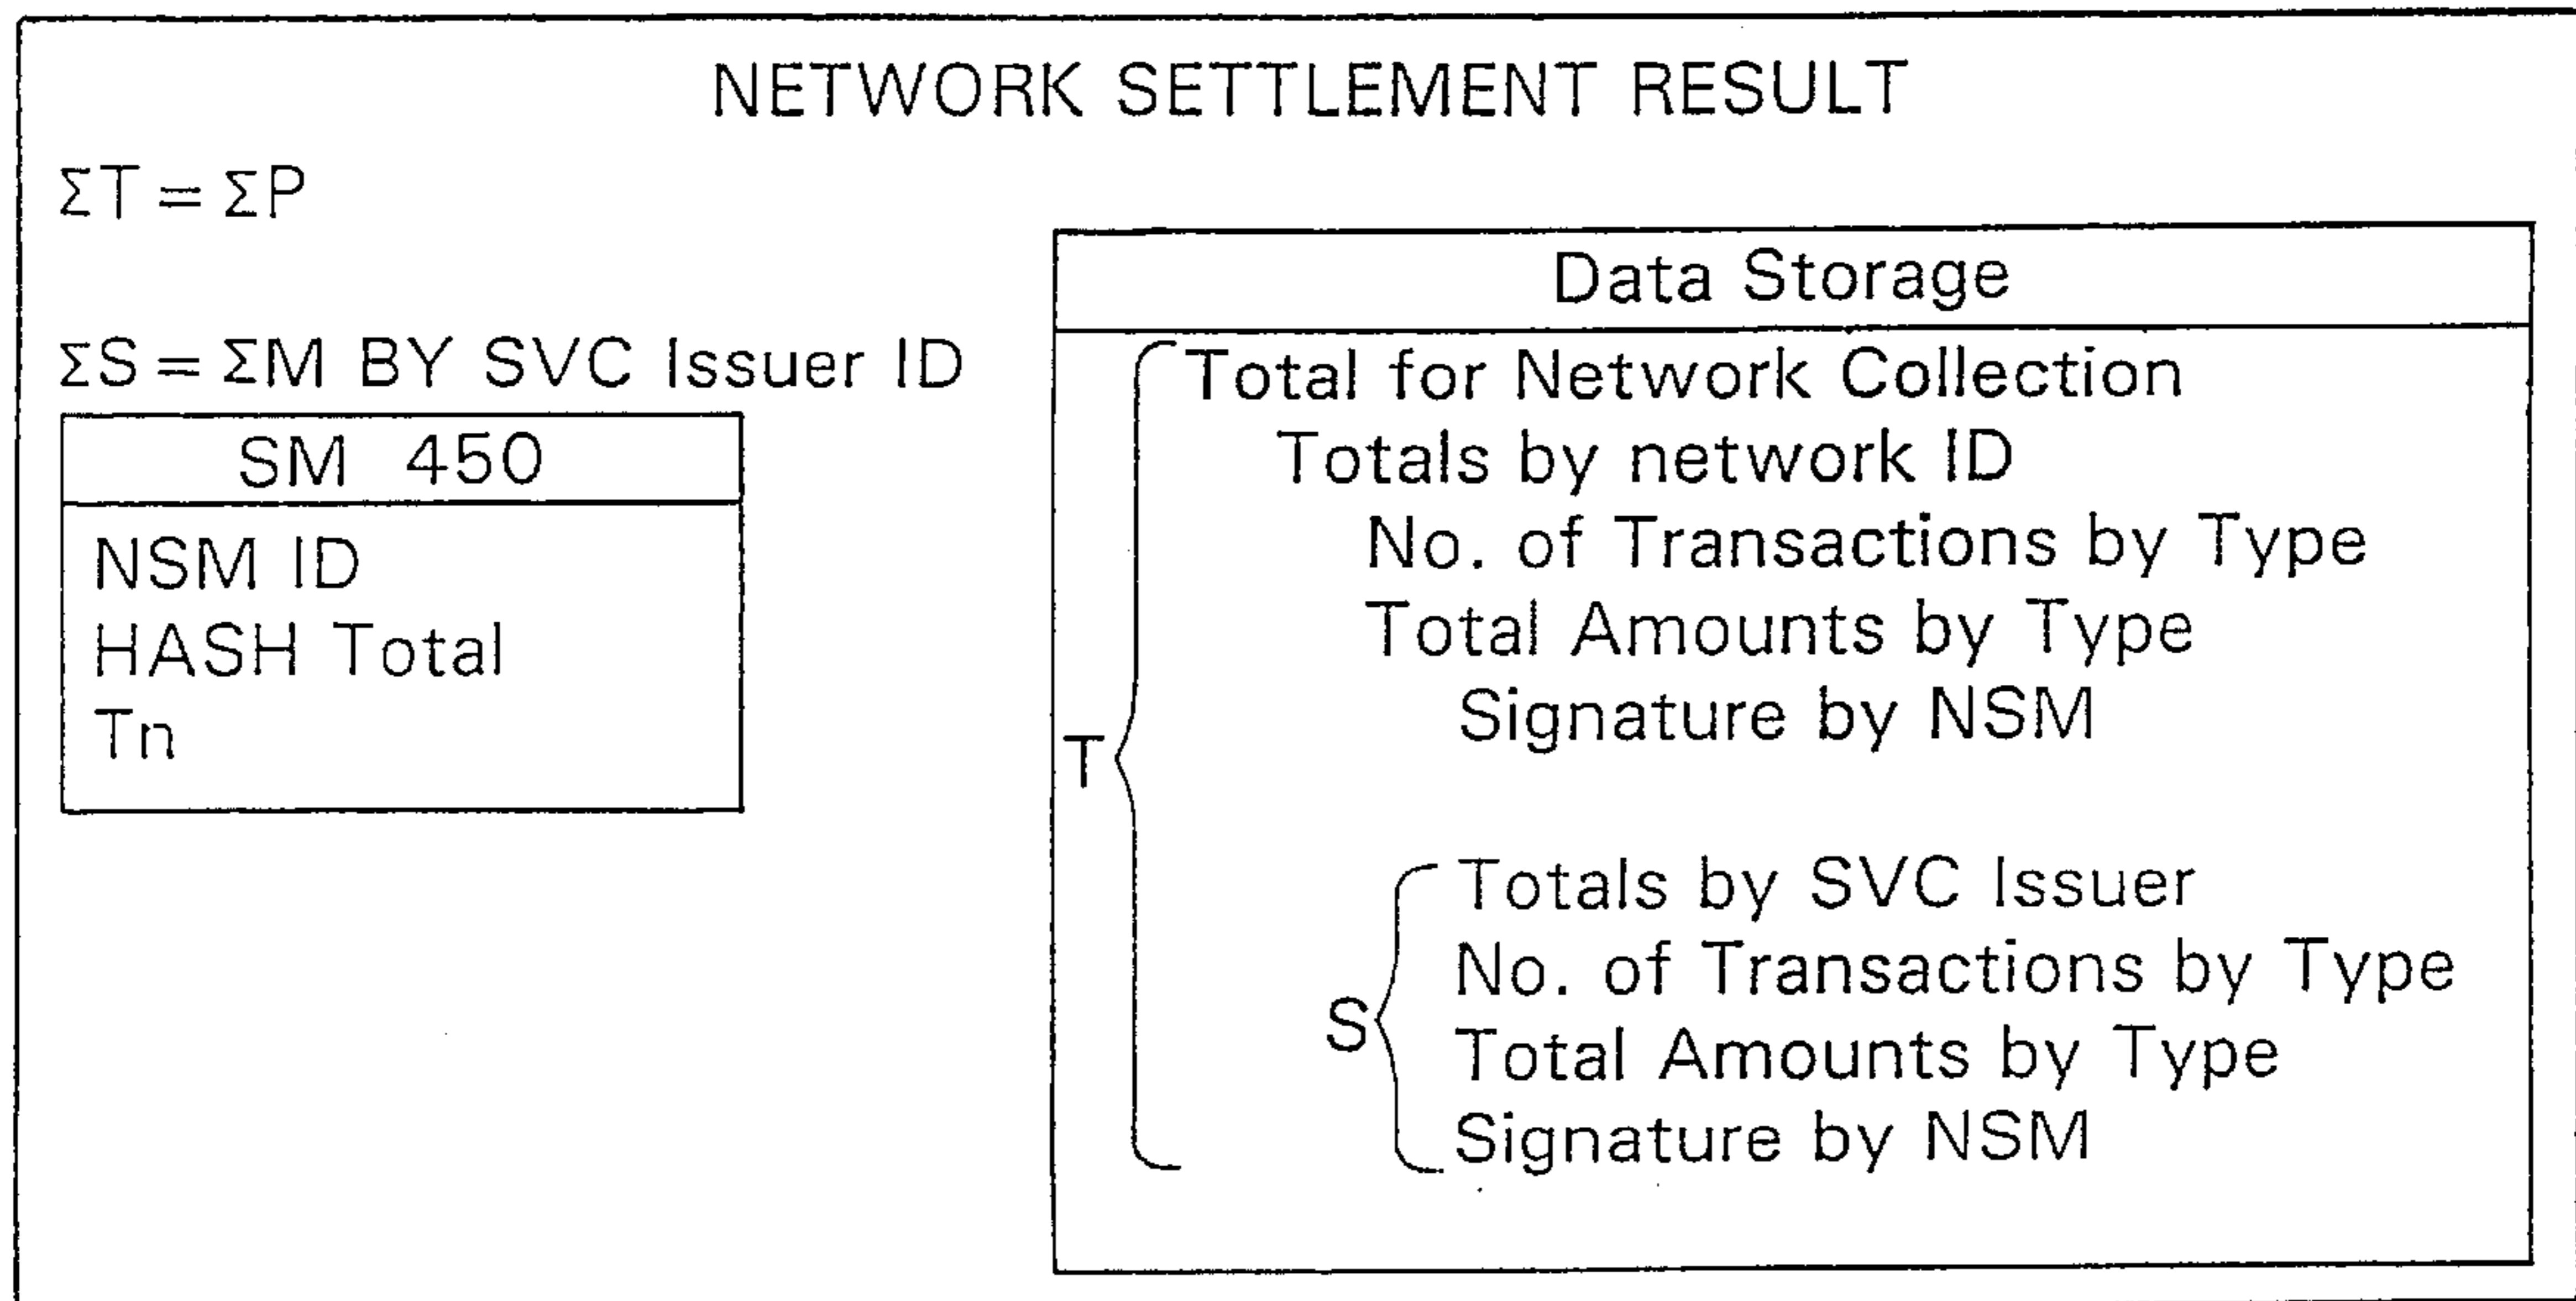 NETWORK SETTLEMENT RESULT
ΣT = ΣP
ΣS = ΣM BY SVC Issuer ID
SM 450
NSM ID
HASH Total
Tn
Data Storage
Total for Network Collection
Totals by network ID
No. of Transactions by Type
Total Amounts by Type
Signature by NSM
T
Totals by SVC Issuer
No. of Transactions by Type
S
Total Amounts by Type
Signature by NSM